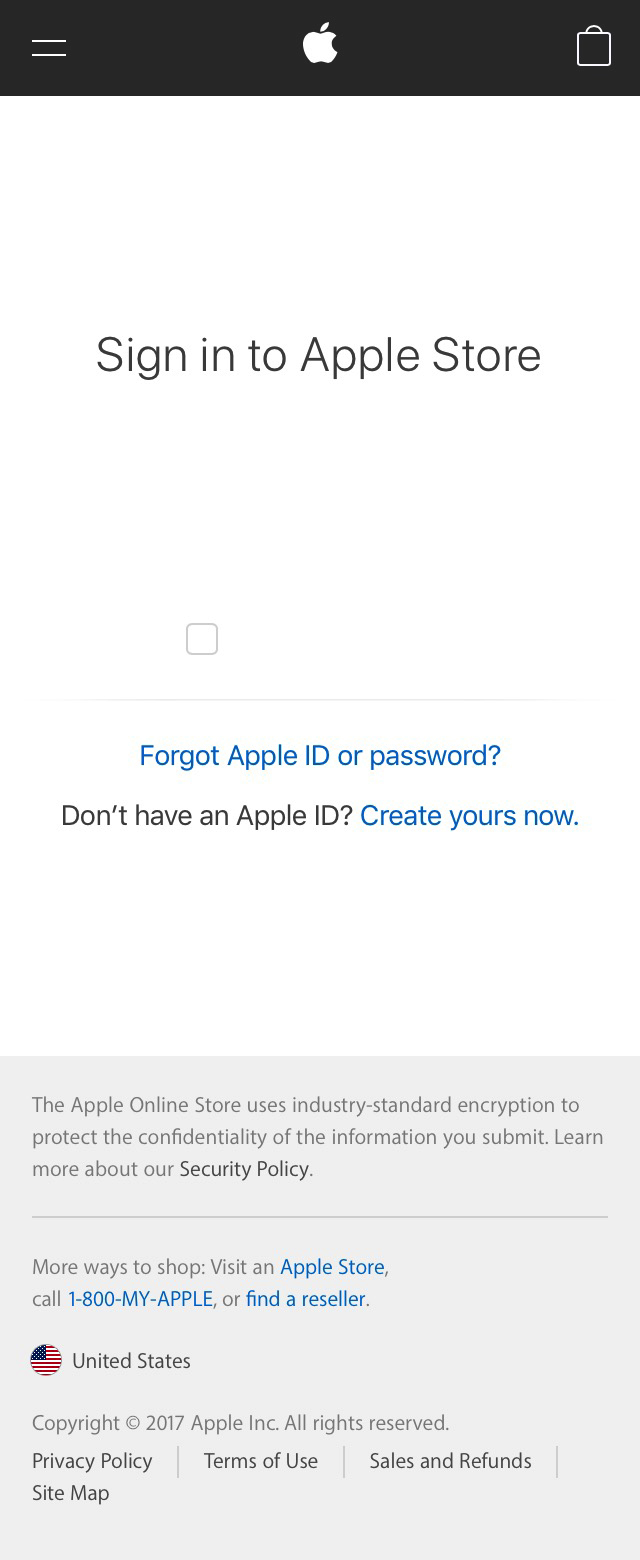 Sign in to Apple Store
Forgot Apple ID or password?
Don’t have an Apple ID? Create yours now.
The Apple Online Store uses industry-standard encryption to
protect the confidentiality of the information you submit. Learn
more about our Security Policy.
More ways to shop: Visit an Apple Store,
call 1-800-MY-APPLE, or find a reseller.
United States
Copyright © 2017 Apple Inc. All rights reserved.
Privacy Policy Terms of Use Sales and Refunds
Site Map